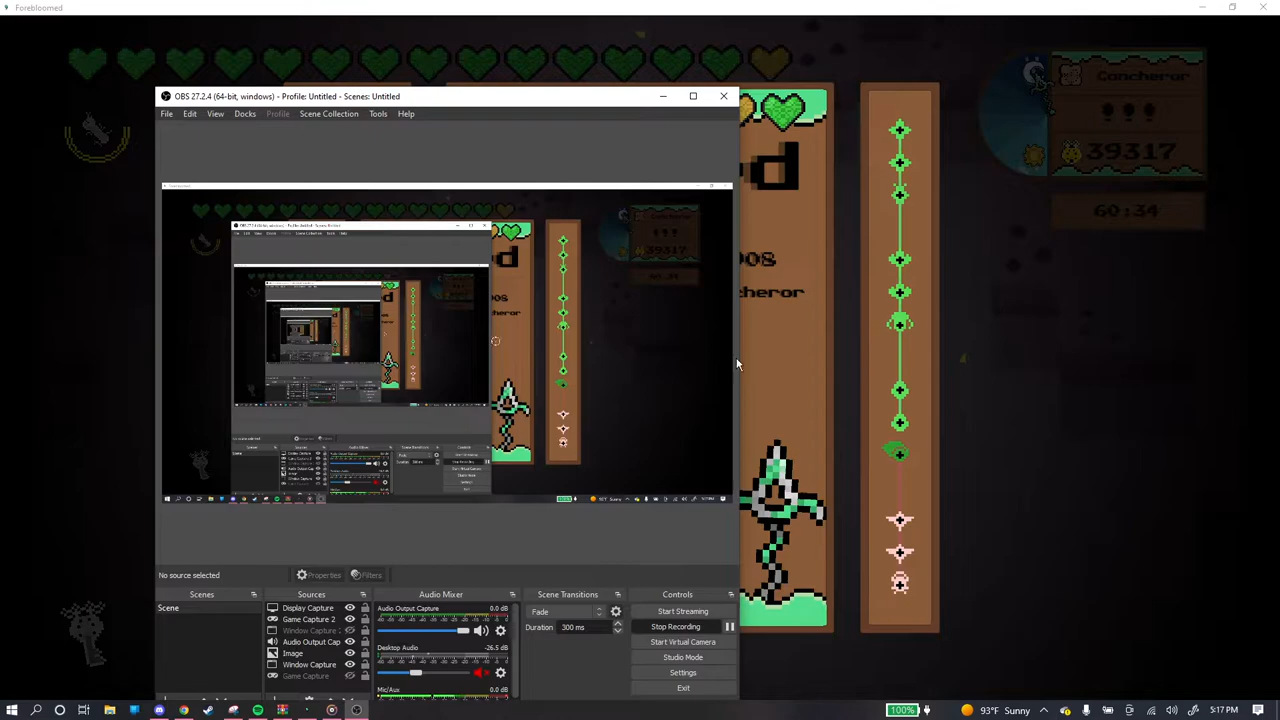 Forebloomed
Concheror
39317
60:34
OBS 27.2.4 (64-bit, windows) - Profile: Untitled - Scenes: Untitled
File Edit View Docks Profile Scene Collection Tools Help
No source selected
Properties
Filters
Scenes
Scene
Sources
Display Capture
Game Capture 2
Window Capture
Audio Output Cap
Image
Window Capture
Game Capture
Audio Mixer
Audio Output Capture 0.0 dB
Desktop Audio -26.5 dB
Mic/Aux 0.0 dB
Scene Transitions
Fade
Duration 300 ms
Controls
Start Streaming
Stop Recording
Start Virtual Camera
Studio Mode
Settings
Exit
100%
93°F Sunny
5:17 PM